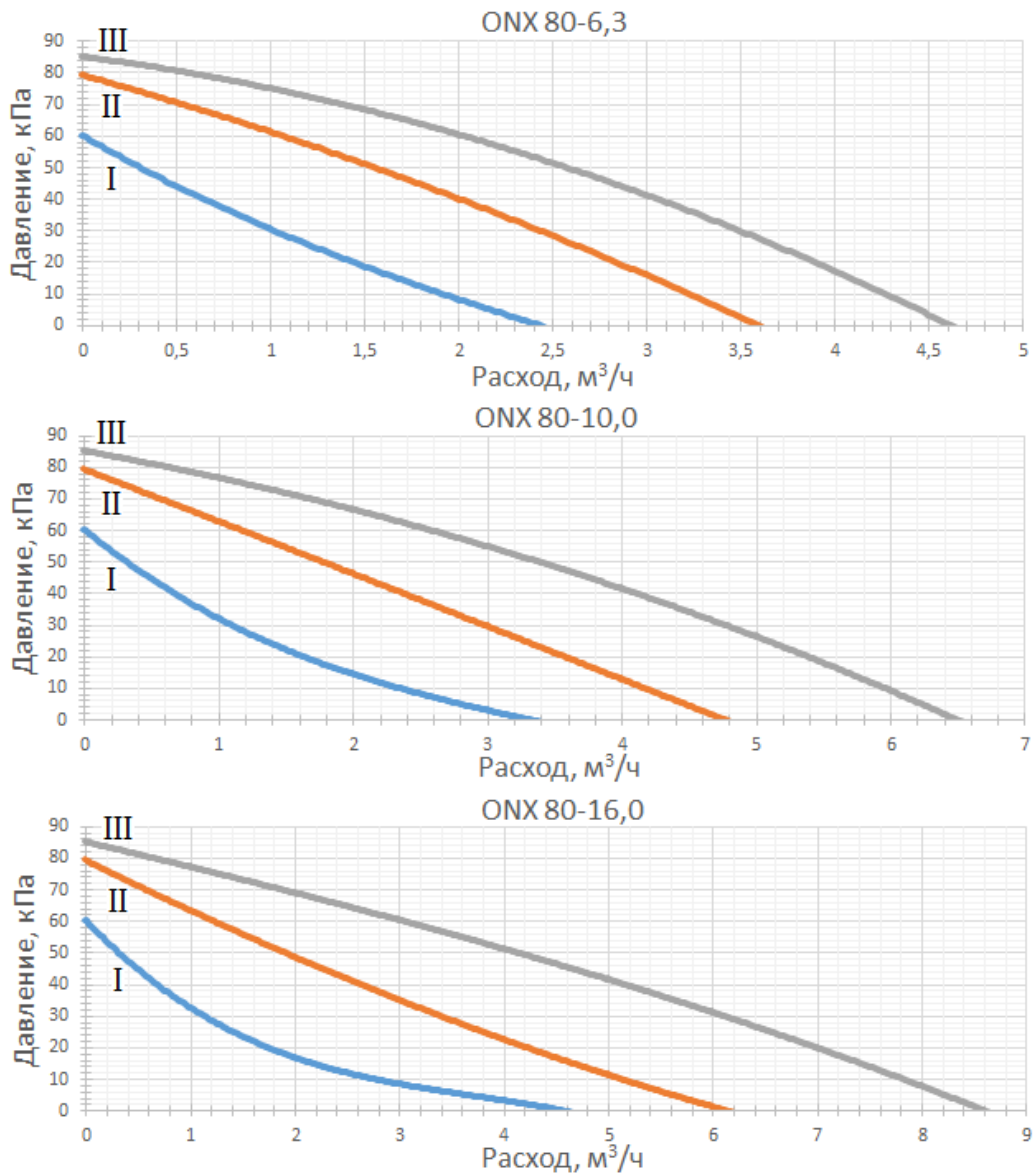 ONX 80-6,3
Давление, кПа
90
80
70
60
50
40
30
20
10
0
III
II
I
0 0,5 1 1,5 2 2,5 3 3,5 4 4,5 5
Расход, м³/ч
ONX 80-10,0
Давление, кПа
90
80
70
60
50
40
30
20
10
0
III
II
I
0 1 2 3 4 5 6 7
Расход, м³/ч
ONX 80-16,0
Давление, кПа
90
80
70
60
50
40
30
20
10
0
III
II
I
0 1 2 3 4 5 6 7 8 9
Расход, м³/ч